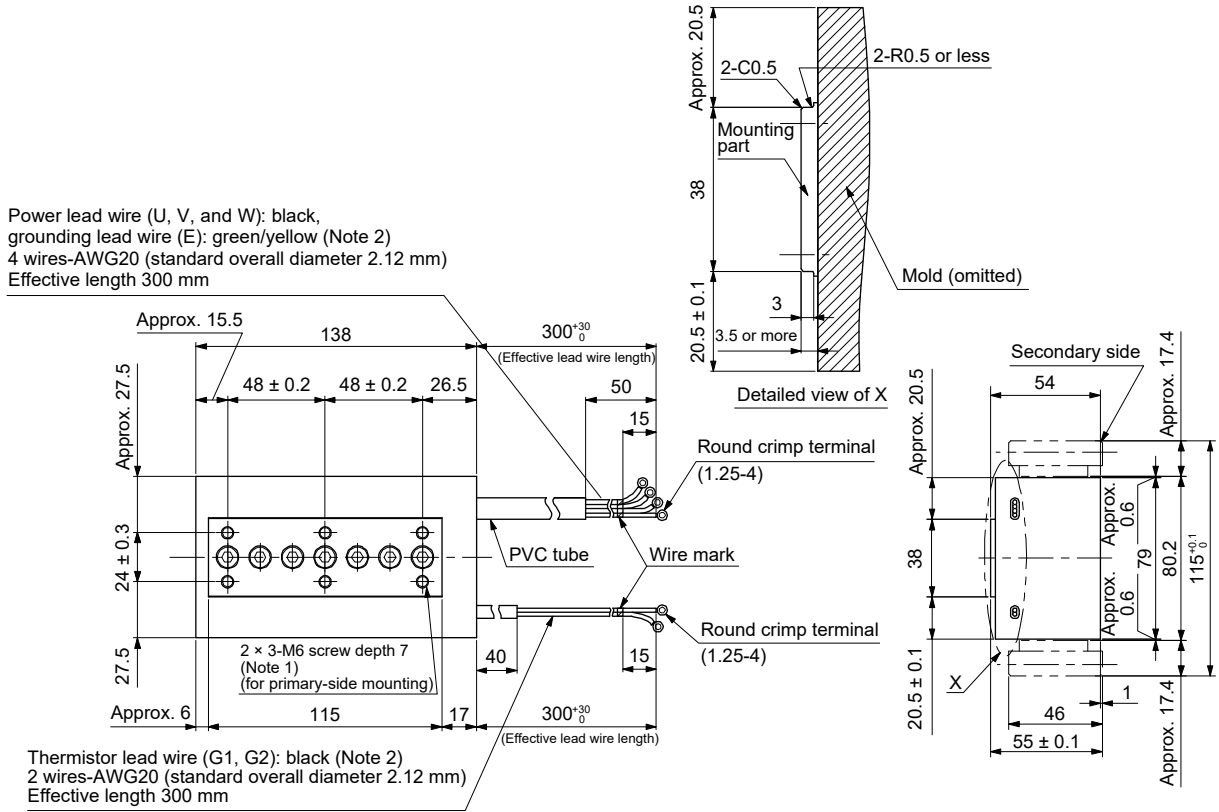 Approx. 20.5
2-C0.5
2-R0.5 or less
Mounting
part
38
3
3.5 or more
20.5 ± 0.1
Mold (omitted)
Detailed view of X
Power lead wire (U, V, and W): black,
grounding lead wire (E): green/yellow (Note 2)
4 wires-AWG20 (standard overall diameter 2.12 mm)
Effective length 300 mm
Approx. 15.5
138
300 +30 0
(Effective lead wire length)
48 ± 0.2
48 ± 0.2
26.5
50
15
Approx. 27.5
24 ± 0.3
27.5
Round crimp terminal
(1.25-4)
PVC tube
Wire mark
Round crimp terminal
(1.25-4)
2 × 3-M6 screw depth 7
(Note 1)
(for primary-side mounting)
40
15
Approx. 6
115
17
300 +30 0
(Effective lead wire length)
Thermistor lead wire (G1, G2): black (Note 2)
2 wires-AWG20 (standard overall diameter 2.12 mm)
Effective length 300 mm
Secondary side
54
Approx. 17.4
Approx. 20.5
38
20.5 ± 0.1
Approx.
0.6
Approx.
0.6
79
80.2
115 +0.1 0
X
1
46
55 ± 0.1
Approx. 17.4